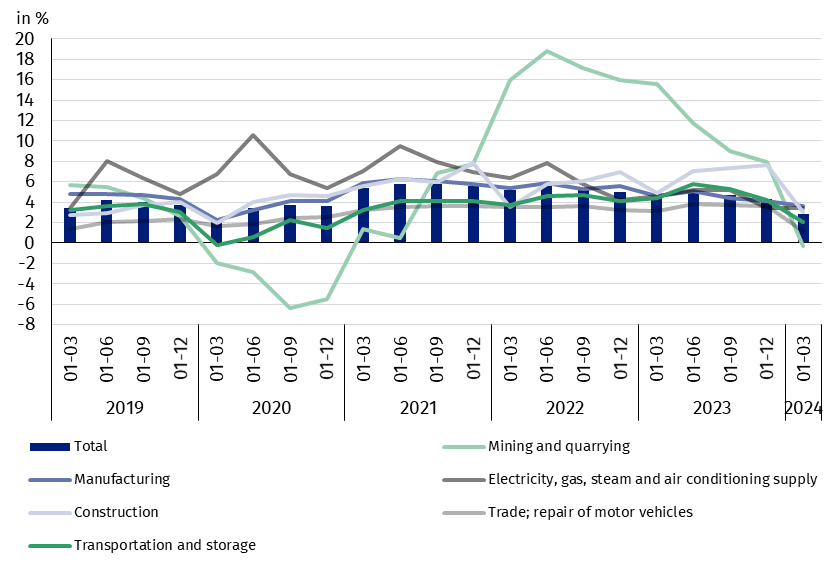 in %
20
18
16
14
12
10
8
6
4
2
0
-2
-4
-6
-8
01-03 01-06 01-09 01-12 01-03 01-06 01-09 01-12 01-03 01-06 01-09 01-12 01-03 01-06 01-09 01-12 01-03 01-06 01-09 01-12 01-03
2019 2020 2021 2022 2023 2024
Total Mining and quarrying
Manufacturing Electricity, gas, steam and air conditioning supply
Construction Trade; repair of motor vehicles
Transportation and storage